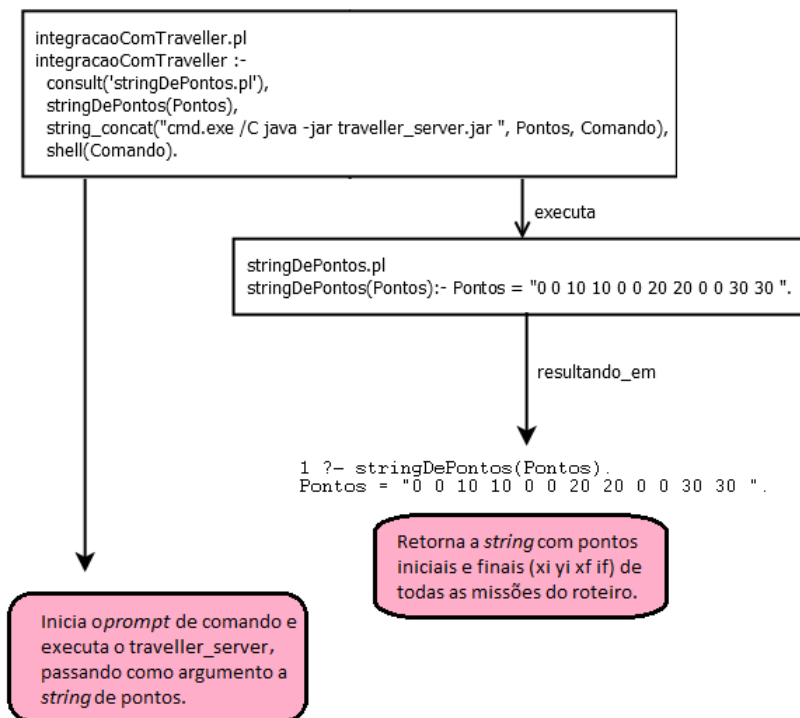 integracaoComTraveller.pl
integracaoComTraveller :-
consult('stringDePontos.pl'),
stringDePontos(Pontos),
string_concat("cmd.exe /C java -jar traveller_server.jar ", Pontos, Comando),
shell(Comando).
executa
stringDePontos.pl
stringDePontos(Pontos):- Pontos = "0 0 10 10 0 0 20 20 0 0 30 30 ".
resultando_em
1 ?- stringDePontos(Pontos).
Pontos = "0 0 10 10 0 0 20 20 0 0 30 30 ".
Retorna a string com pontos
iniciais e finais (xi yi xf if) de
todas as missões do roteiro.
Inicia o prompt de comando e
executa o traveller_server,
passando como argumento a
string de pontos.